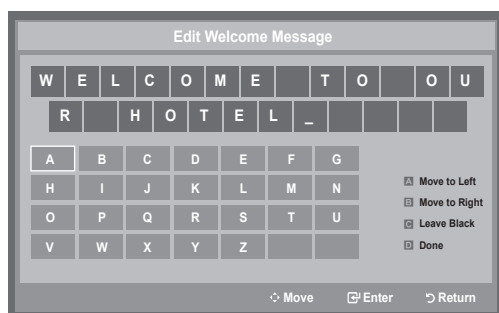 Edit Welcome Message
W E L C O M E T O O U
R H O T E L _
A B C D E F G
H I J K L M N
O P Q R S T U
V W X Y Z
A Move to Left
B Move to Right
C Leave Black
D Done
Move Enter Return